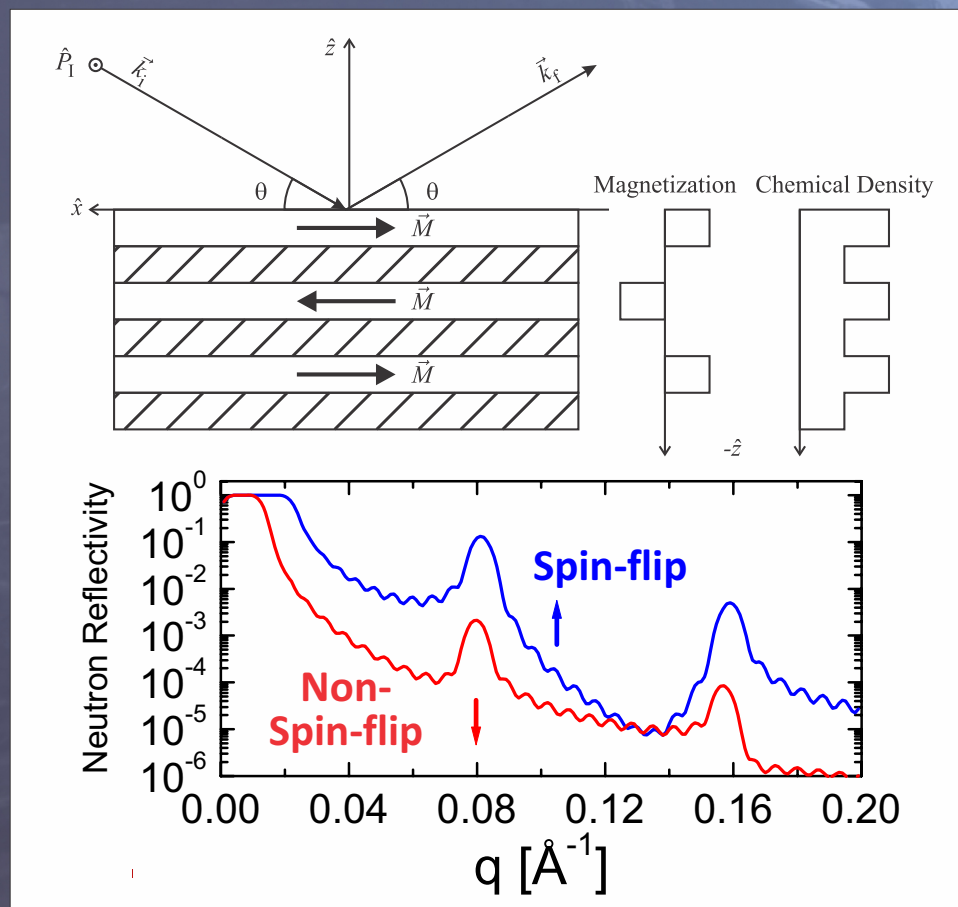 P̂I
k⃗i
ẑ
k⃗f
θ
θ
Magnetization
Chemical Density
x̂
M⃗
M⃗
M⃗
-ẑ
Neutron Reflectivity
10⁰
10⁻¹
10⁻²
10⁻³
10⁻⁴
10⁻⁵
10⁻⁶
Spin-flip
Non-
Spin-flip
0.00 0.04 0.08 0.12 0.16 0.20
q [Å⁻¹]